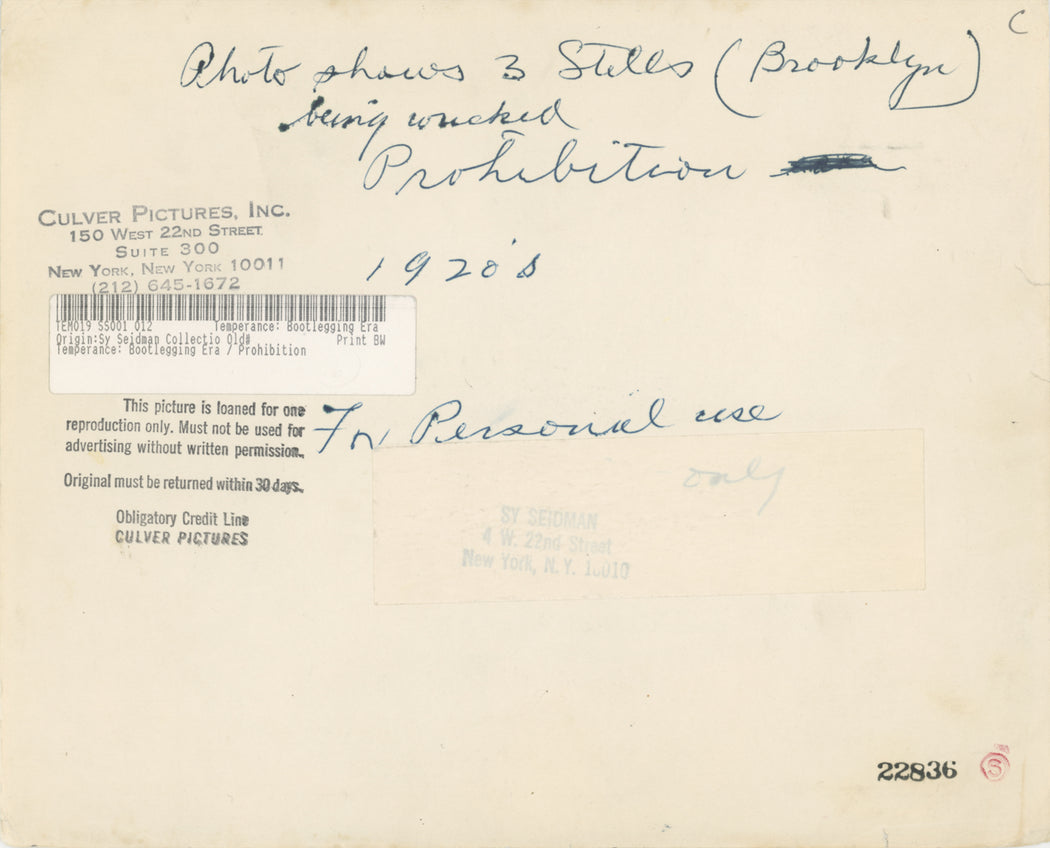 C
Photo shows 3 Stills (Brooklyn)
being wrecked
Prohibition
CULVER PICTURES, INC.
150 WEST 22ND STREET
SUITE 300
NEW YORK, NEW YORK 10011
(212) 645-1672
1920's
TEM019 SS001 012 Temperance: Bootlegging Era
Origin:Sy Seidman Collectio Old# Print BW
Temperance: Bootlegging Era / Prohibition
This picture is loaned for one
reproduction only. Must not be used for
advertising without written permission.
Original must be returned within 30 days.
Obligatory Credit Line
CULVER PICTURES
For Personal use
only
SY SEIDMAN
4 W. 22nd Street
New York, N.Y. 10010
22836
S